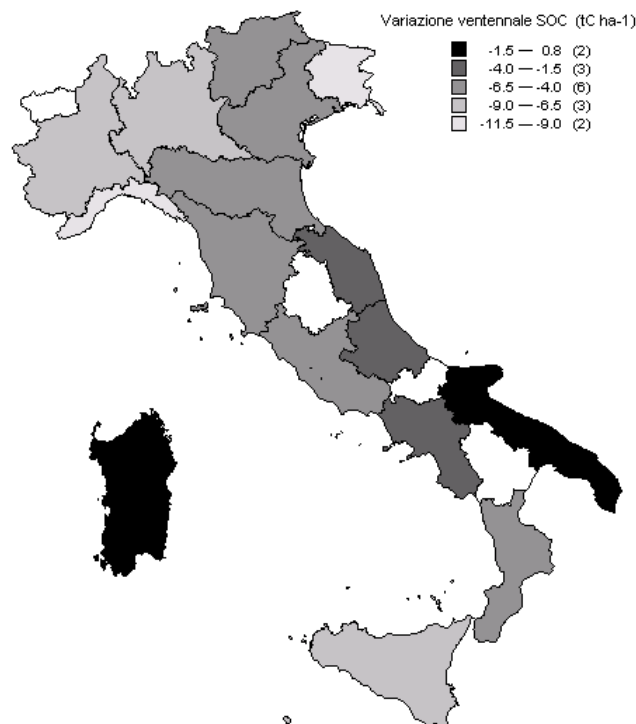 Variazione ventennale SOC (tC ha-1)
-1.5 — 0.8 (2)
-4.0 — -1.5 (3)
-6.5 — -4.0 (6)
-9.0 — -6.5 (3)
-11.5 — -9.0 (2)